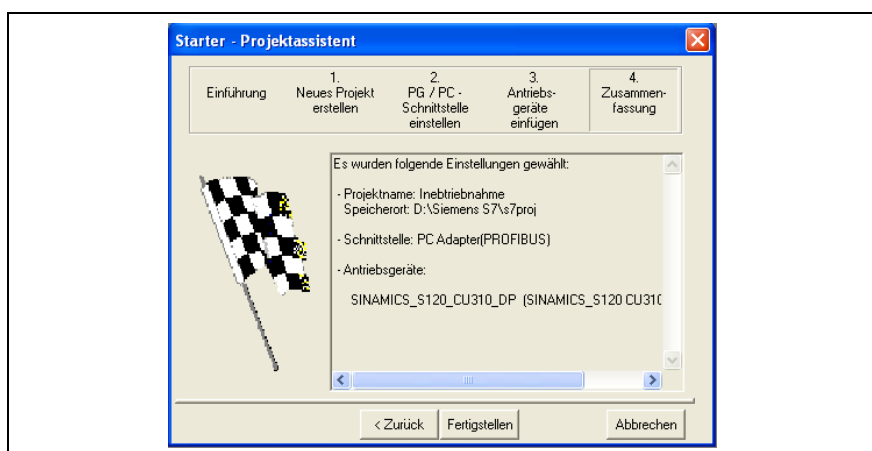 Starter - Projektassistent
Einführung
1.
Neues Projekt
erstellen
2.
PG / PC -
Schnittstelle
einstellen
3.
Antriebs-
geräte
einfügen
4.
Zusammen-
fassung
Es wurden folgende Einstellungen gewählt:
- Projektname: Inebtriebnahme
Speicherort: D:\Siemens S7\s7proj
- Schnittstelle: PC Adapter(PROFIBUS)
- Antriebsgeräte:
SINAMICS_S120_CU310_DP (SINAMICS_S120 CU310
< Zurück
Fertigstellen
Abbrechen